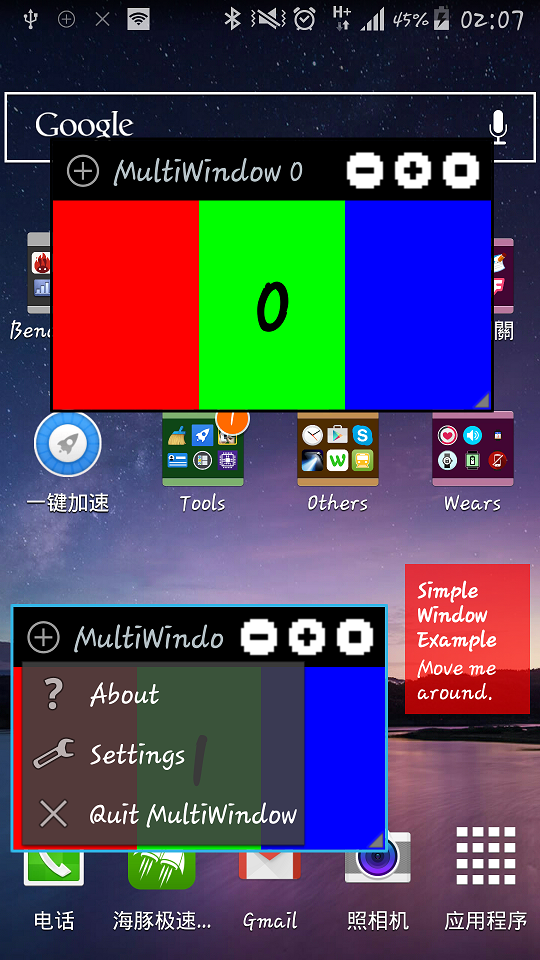 H+
45%
02:07
Google
MultiWindow 0
0
關
一键加速
Tools
Others
Wears
Simple
Window
Example
Move me
around.
MultiWindo
About
Settings
1
Quit MultiWindow
电话
海豚极速...
Gmail
照相机
应用程序